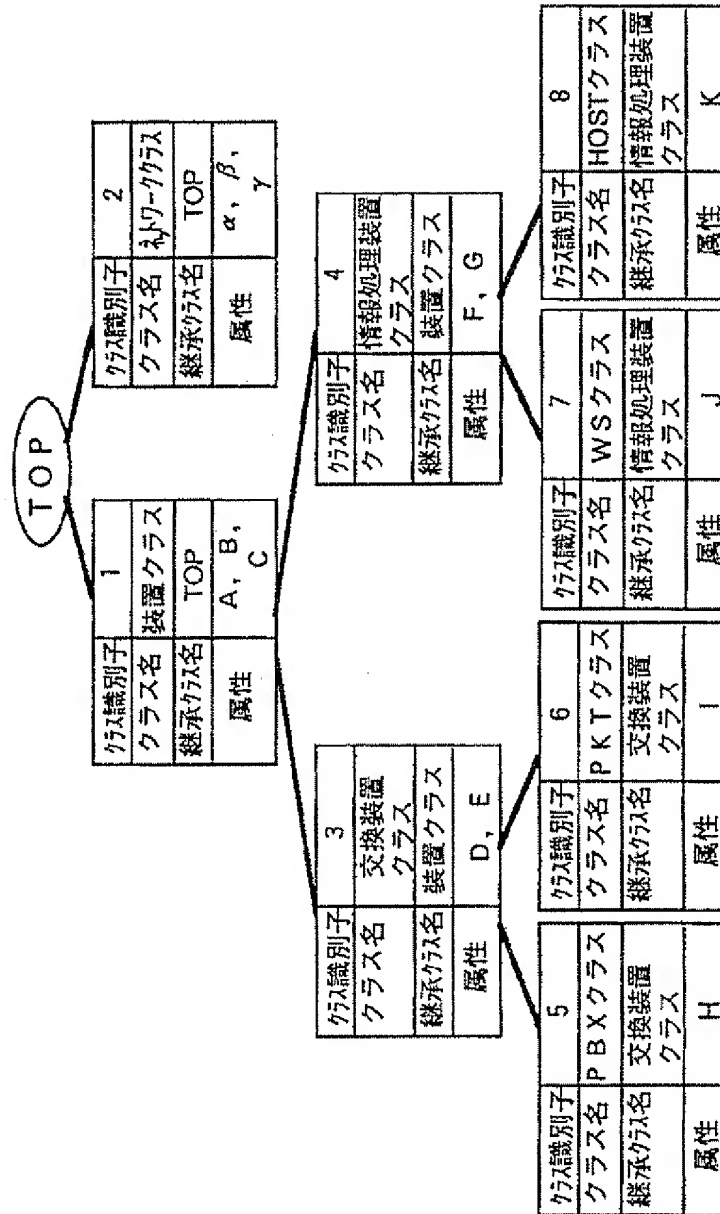 TOP
クラス識別子 1
クラス名 装置クラス
継承クラス名 TOP
属性 A, B,
C
クラス識別子 2
クラス名 ネットワーククラス
継承クラス名 TOP
属性 α, β,
γ
クラス識別子 3
クラス名 交換装置
クラス
継承クラス名 装置クラス
属性 D, E
クラス識別子 4
クラス名 情報処理装置
クラス
継承クラス名 装置クラス
属性 F, G
クラス識別子 5
クラス名 PBXクラス
継承クラス名 交換装置
クラス
属性 H
クラス識別子 6
クラス名 PKTクラス
継承クラス名 交換装置
クラス
属性 I
クラス識別子 7
クラス名 WSクラス
継承クラス名 情報処理装置
クラス
属性 J
クラス識別子 8
クラス名 HOSTクラス
継承クラス名 情報処理装置
クラス
属性 K